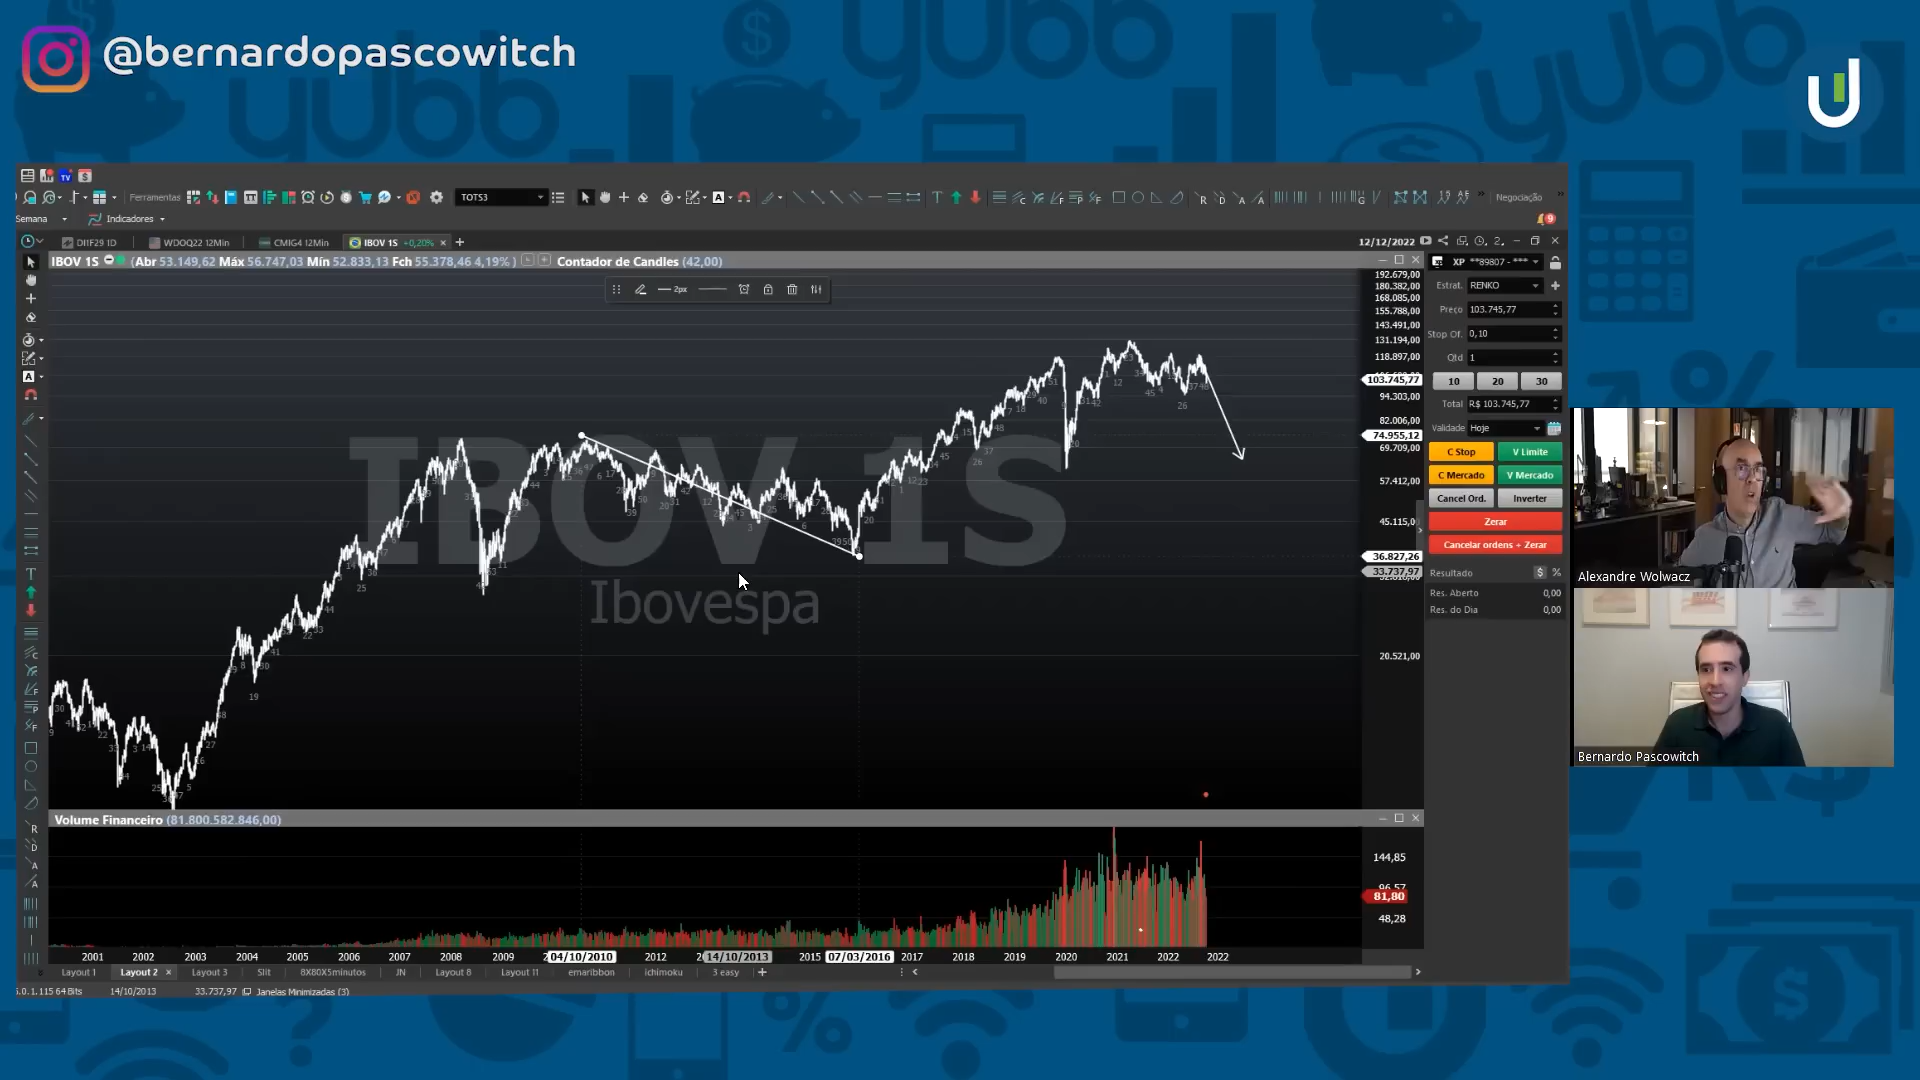 @bernardopascowitch
Ferramentas
TOTS3
Negociação
Semana
Indicadores
DI1F29 1D
WDOQ22 12Min
CMIG4 12Min
IBOV 1S +0,20%
12/12/2022
IBOV 1S (Abr 53.149,62 Máx 56.747,03 Mín 52.833,13 Fch 55.378,46 4,19% )
Contador de Candles (42,00)
2px
XP **89807 - ***
Estrat. RENKO
Preço 103.745,77
Stop Of. 0,10
Qtd 1
10 20 30
Total R$ 103.745,77
Validade Hoje
C Stop V Limite
C Mercado V Mercado
Cancel Ord. Inverter
Zerar
Cancelar ordens + Zerar
Resultado $ %
Res. Aberto 0,00
Res. do Dia 0,00
192.679,00
180.382,00
168.085,00
155.788,00
143.491,00
131.194,00
118.897,00
103.745,77
94.303,00
82.006,00
74.955,12
69.709,00
57.412,00
45.115,00
36.827,26
33.737,97
20.521,00
IBOV 1S
Ibovespa
Alexandre Wolwacz
Bernardo Pascowitch
Volume Financeiro (81.800.582.846,00)
144,85
96,57
81,80
48,28
2001 2002 2003 2004 2005 2006 2007 2008 2009 04/10/2010 2012 14/10/2013 2015 07/03/2016 2017 2018 2019 2020 2021 2022 2022
Layout 1 Layout 2 Layout 3 Slit 8X80X5minutos JN Layout 8 Layout 11 emaribbon ichimoku 3 easy
5.0.1.115 64Bits 14/10/2013 33.737,97 Janelas Minimizadas (3)